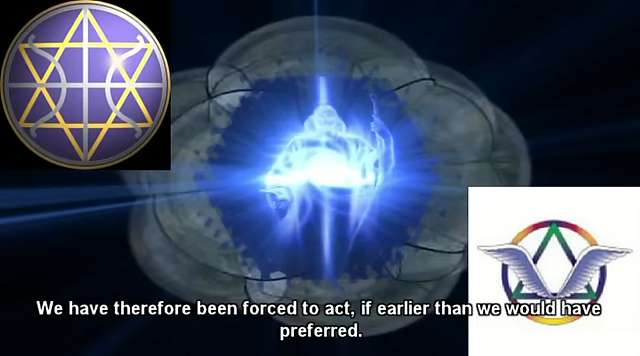 We have therefore been forced to act, if earlier than we would have
preferred.